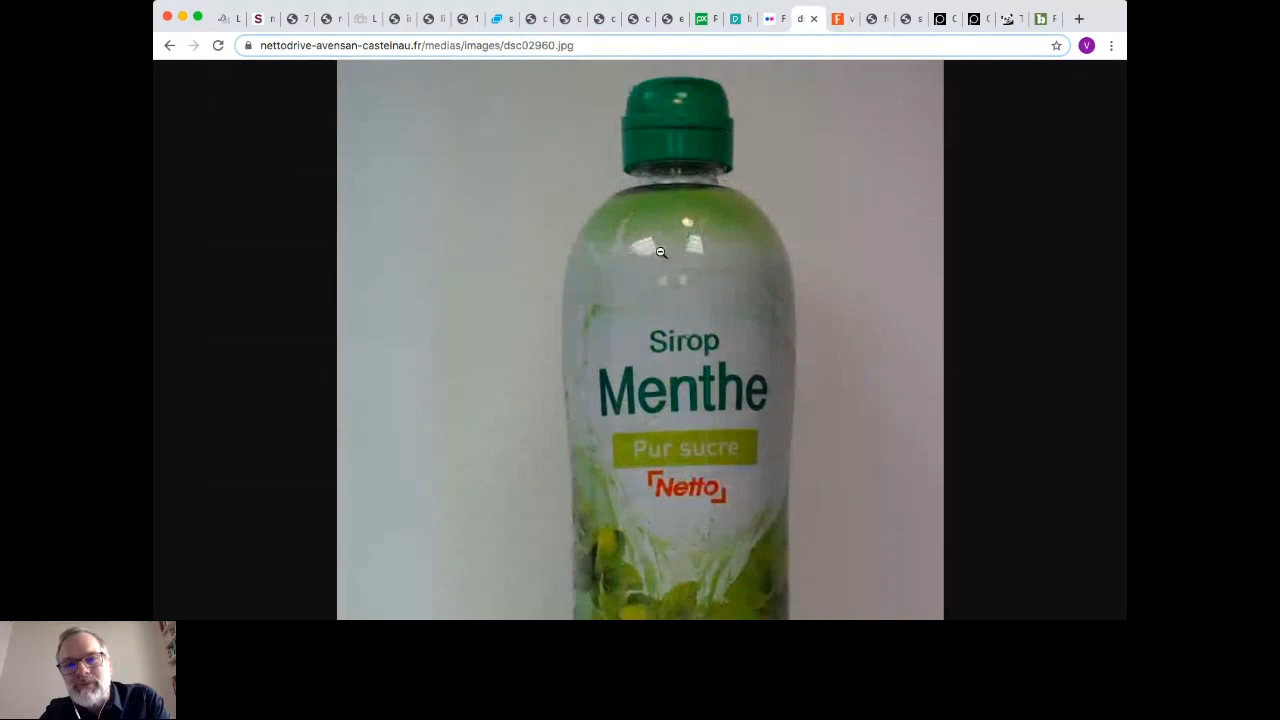 nettodrive-avensan-castelnau.fr/medias/images/dsc02960.jpg
V
Sirop
Menthe
Pur sucre
Netto